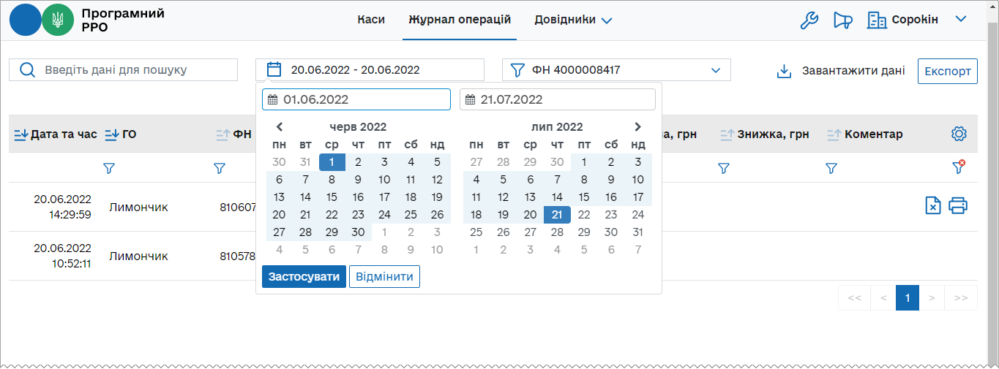 Програмний
РРО
Каси Журнал операцій Довідники Сорокін
Введіть дані для пошуку 20.06.2022 - 20.06.2022 ФН 4000008417 Завантажити дані Експорт
01.06.2022 21.07.2022
черв 2022 лип 2022
Дата та час ГО ФН а, грн Знижка, грн Коментар
пн вт ср чт пт сб нд пн вт ср чт пт сб нд
30 31 1 2 3 4 5 27 28 29 30 1 2 3
6 7 8 9 10 11 12 4 5 6 7 8 9 10
13 14 15 16 17 18 19 11 12 13 14 15 16 17
20 21 22 23 24 25 26 18 19 20 21 22 23 24
27 28 29 30 1 2 3 25 26 27 28 29 30 31
4 5 6 7 8 9 10 1 2 3 4 5 6 7
Застосувати Відмінити
20.06.2022
14:29:59 Лимончик 810607
20.06.2022
10:52:11 Лимончик 810578
<< < 1 > >>